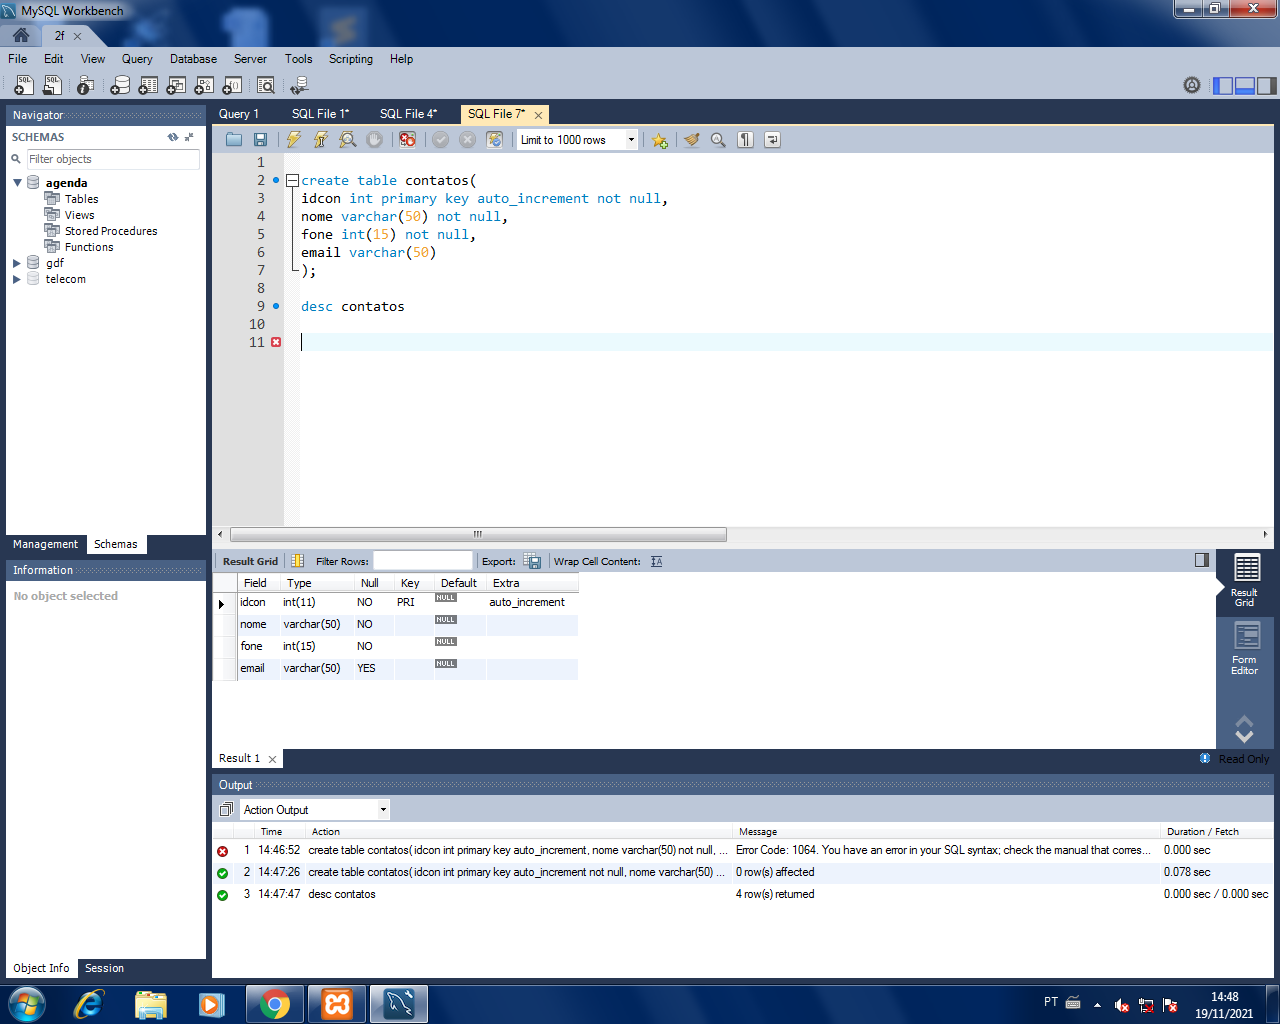 MySQL Workbench
2f
File Edit View Query Database Server Tools Scripting Help
Navigator
SCHEMAS
Filter objects
agenda
Tables
Views
Stored Procedures
Functions
gdf
telecom
Management Schemas
Information
No object selected
Object Info Session
Query 1 SQL File 1* SQL File 4* SQL File 7*
Limit to 1000 rows
1
2 create table contatos(
3 idcon int primary key auto_increment not null,
4 nome varchar(50) not null,
5 fone int(15) not null,
6 email varchar(50)
7 );
8
9 desc contatos
10
11
Result Grid Filter Rows: Export: Wrap Cell Content:
Field Type Null Key Default Extra
idcon int(11) NO PRI NULL auto_increment
nome varchar(50) NO NULL
fone int(15) NO NULL
email varchar(50) YES NULL
Result Grid
Form Editor
Result 1
Read Only
Output
Action Output
Time Action Message Duration / Fetch
1 14:46:52 create table contatos( idcon int primary key auto_increment, nome varchar(50) not null, ... Error Code: 1064. You have an error in your SQL syntax; check the manual that corres... 0.000 sec
2 14:47:26 create table contatos( idcon int primary key auto_increment not null, nome varchar(50) ... 0 row(s) affected 0.078 sec
3 14:47:47 desc contatos 4 row(s) returned 0.000 sec / 0.000 sec
PT
14:48
19/11/2021